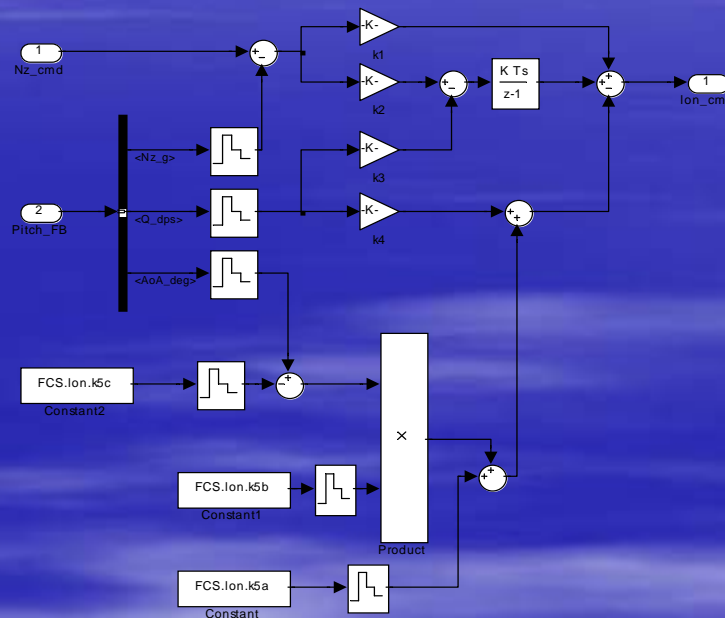 1
Nz_cmd
-K-
k1
-K-
k2
K Ts
z-1
1
lon_cm
<Nz_g>
-K-
k3
2
Pitch_FB
<Q_dps>
-K-
k4
<AoA_deg>
FCS.lon.k5c
Constant2
×
FCS.lon.k5b
Constant1
Product
FCS.lon.k5a
Constant